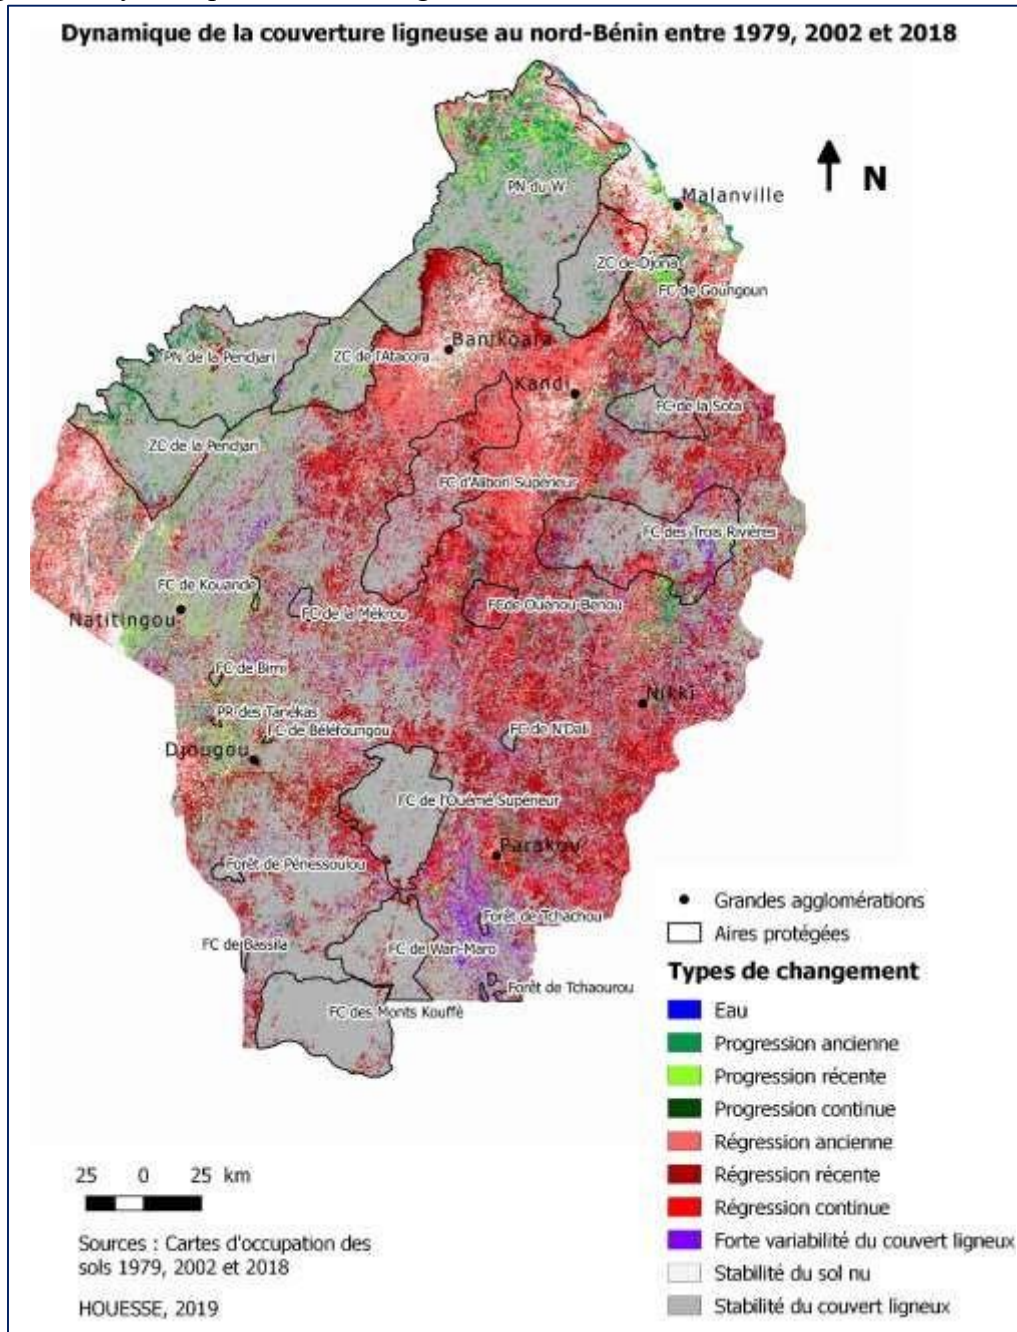 Dynamique de la couverture ligneuse au nord-Bénin entre 1979, 2002 et 2018
N
PN du W
Malanville
ZC de Djona
FC de Goungoun
Banikoara
PN de la Pendjari
ZC de l'Atacora
Kandi
FC de la Sota
ZC de la Pendjari
FC d'Alibori Supérieur
FC des Trois Rivières
FC de Kouandé
FC de la Mékrou
FC de Ouénou Bénou
Natitingou
FC de Birni
Nikki
PR des Tanékas
FC de Béléfoungou
FC de N'Dali
Djougou
FC de l'Ouémé Supérieur
Parakou
Forêt de Pénessoulou
Forêt de Tchachou
FC de Bassila
FC de Wari-Maro
Forêt de Tchaourou
FC des Monts Kouffé
Grandes agglomérations
Aires protégées
Types de changement
Eau
Progression ancienne
Progression récente
Progression continue
Régression ancienne
Régression récente
Régression continue
Forte variabilité du couvert ligneux
Stabilité du sol nu
Stabilité du couvert ligneux
25 0 25 km
Sources : Cartes d'occupation des
sols 1979, 2002 et 2018
HOUESSE, 2019